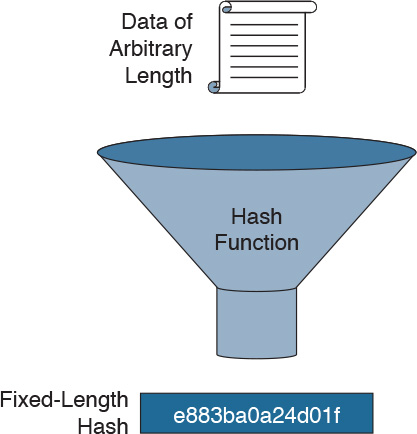 Data of
Arbitrary
Length
Hash
Function
Fixed-Length
Hash
e883ba0a24d01f